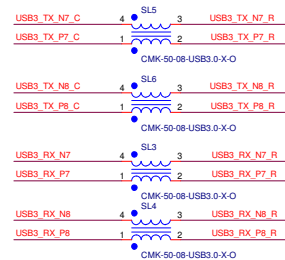 SL5
USB3_TX_N7_C 4 3 USB3_TX_N7_R
USB3_TX_P7_C 1 2 USB3_TX_P7_R
CMK-50-08-USB3.0-X-O
SL6
USB3_TX_N8_C 4 3 USB3_TX_N8_R
USB3_TX_P8_C 1 2 USB3_TX_P8_R
CMK-50-08-USB3.0-X-O
SL3
USB3_RX_N7 4 3 USB3_RX_N7_R
USB3_RX_P7 1 2 USB3_RX_P7_R
CMK-50-08-USB3.0-X-O
SL4
USB3_RX_N8 4 3 USB3_RX_N8_R
USB3_RX_P8 1 2 USB3_RX_P8_R
CMK-50-08-USB3.0-X-O